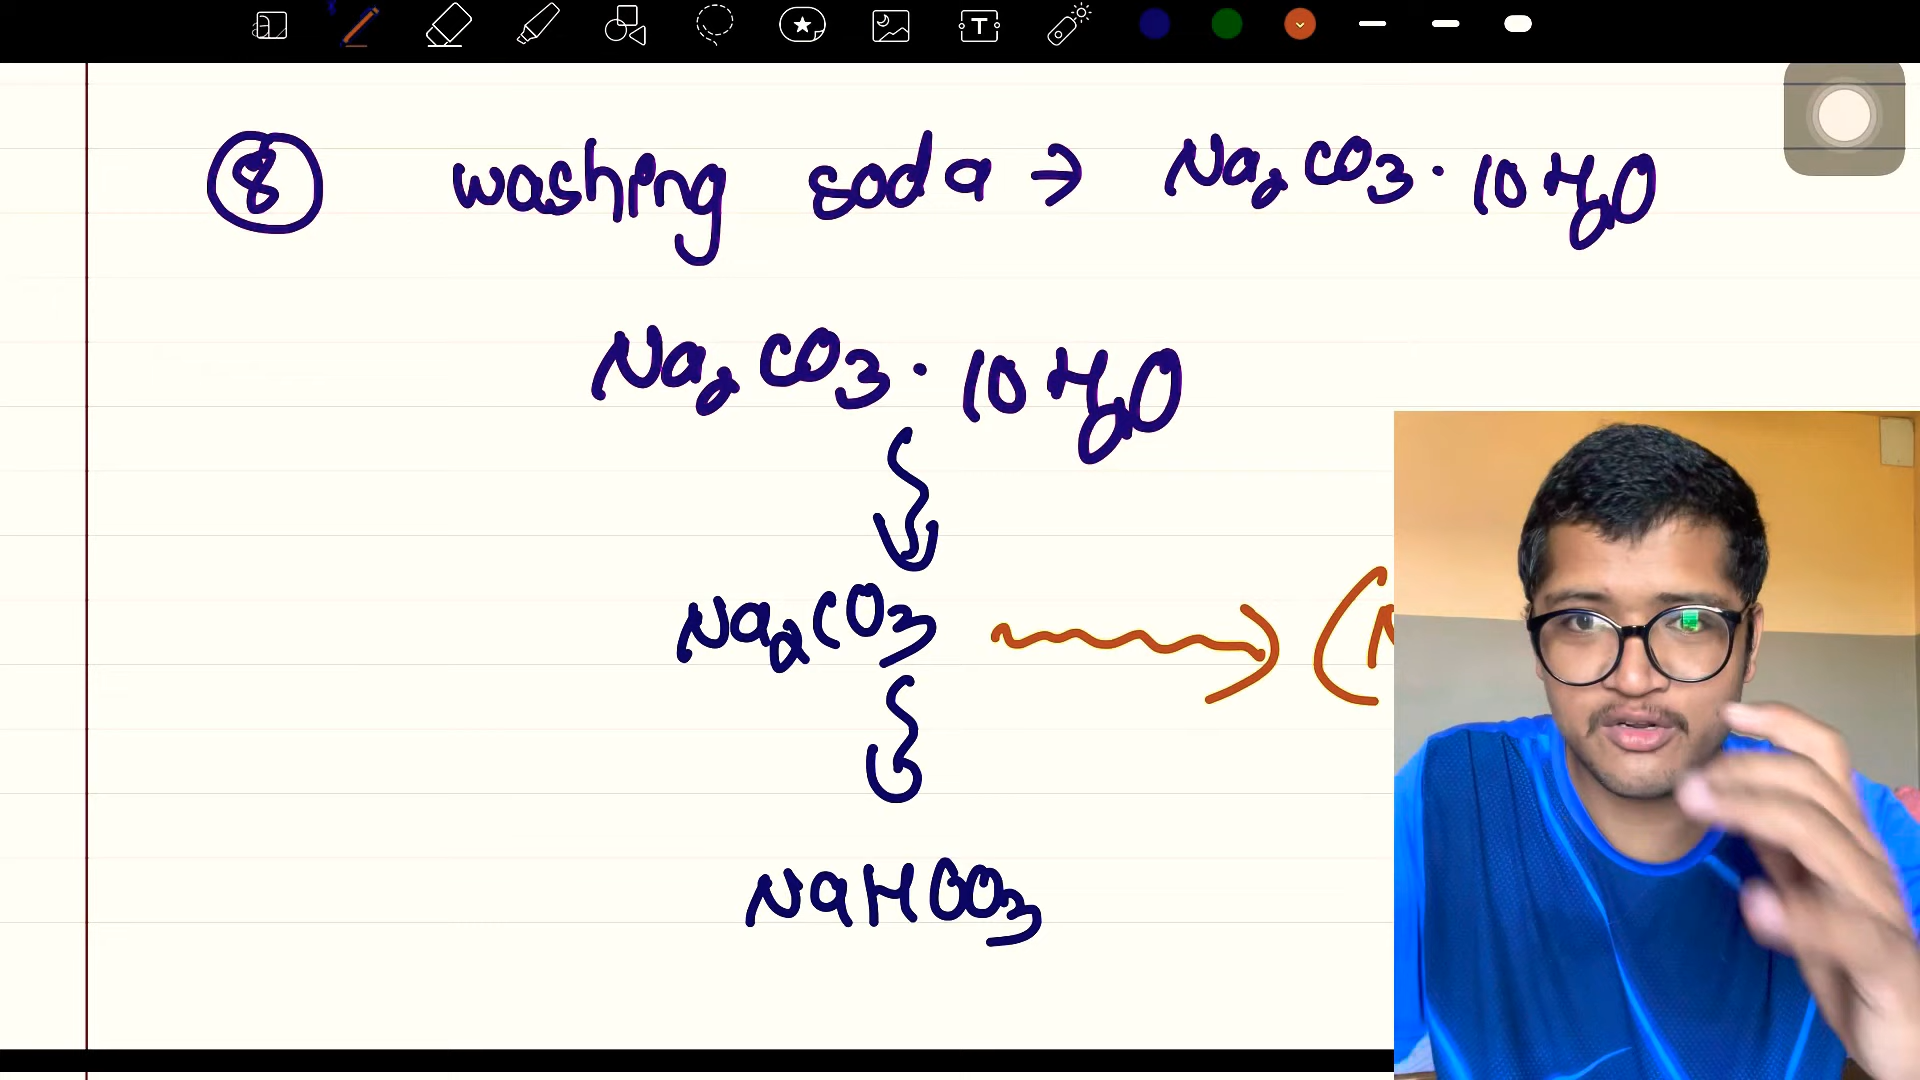 8 washing soda → Na₂CO₃·10H₂O
Na₂CO₃·10H₂O
Na₂CO₃ → (
NaHCO₃